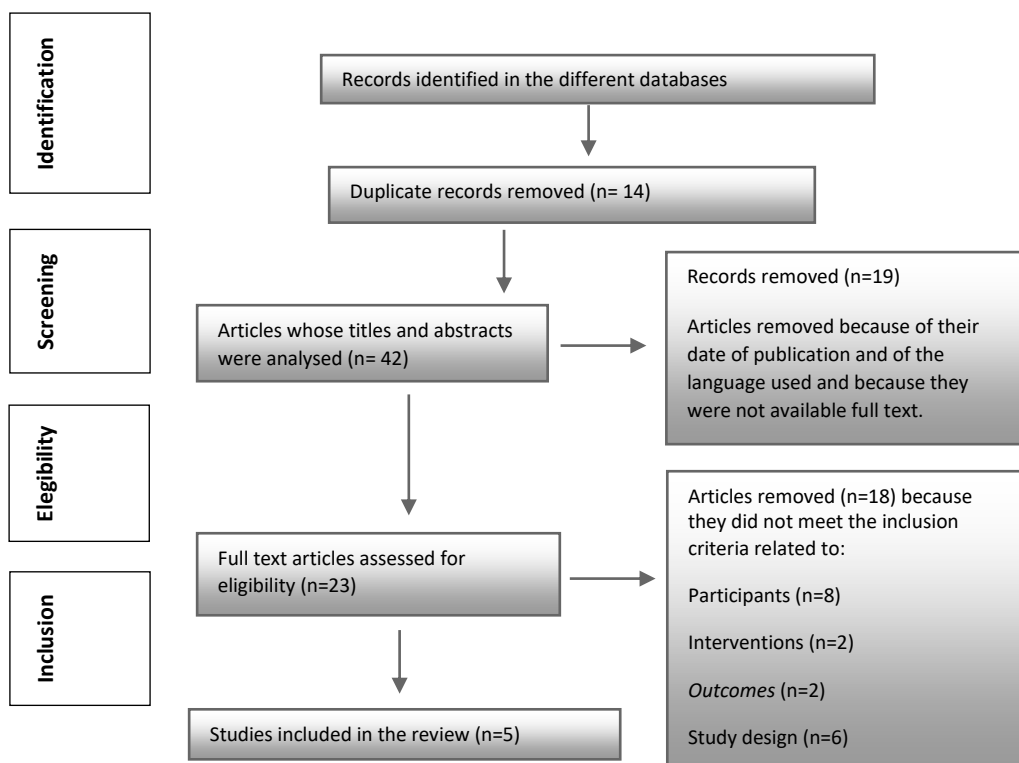 Identification
Records identified in the different databases
Duplicate records removed (n= 14)
Screening
Articles whose titles and abstracts
were analysed (n= 42)
Records removed (n=19)
Articles removed because of their
date of publication and of the
language used and because they
were not available full text.
Elegibility
Full text articles assessed for
eligibility (n=23)
Articles removed (n=18) because
they did not meet the inclusion
criteria related to:
Participants (n=8)
Interventions (n=2)
Outcomes (n=2)
Study design (n=6)
Inclusion
Studies included in the review (n=5)